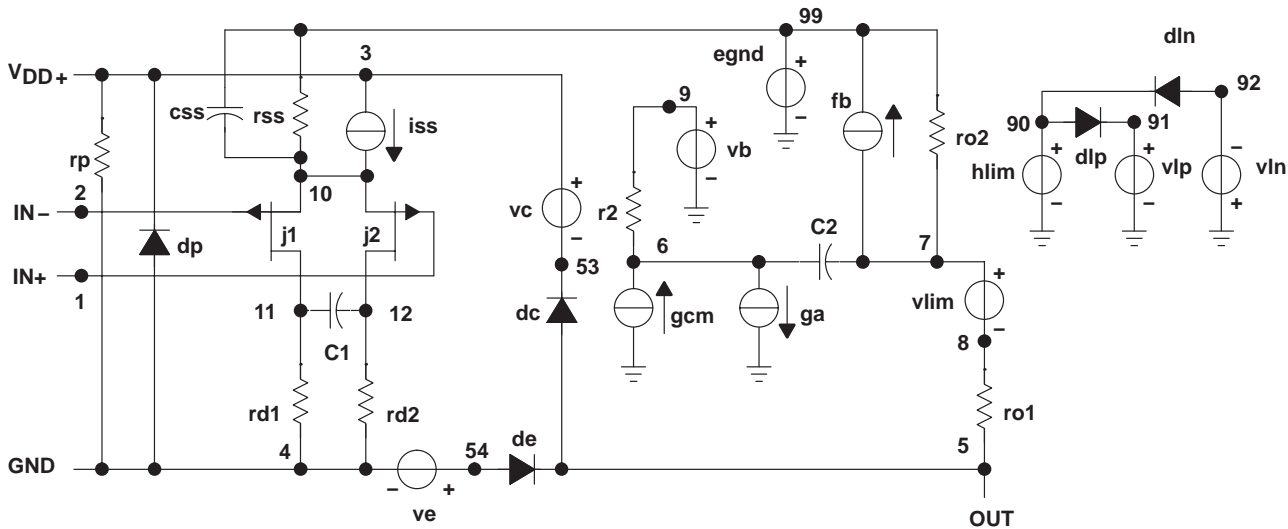 99
3
egnd
+
−
fb
ro2
dln
92
90
91
dlp
hlim
+
−
vlp
+
−
vln
−
+
VDD+
css
rss
iss
9
vb
+
−
rp
2
IN −
10
j1
j2
dp
IN+
1
vc
+
−
53
dc
r2
6
C2
7
gcm
ga
vlim
+
−
8
11
12
C1
rd1
rd2
ro1
5
GND
4
54
de
−
+
ve
OUT